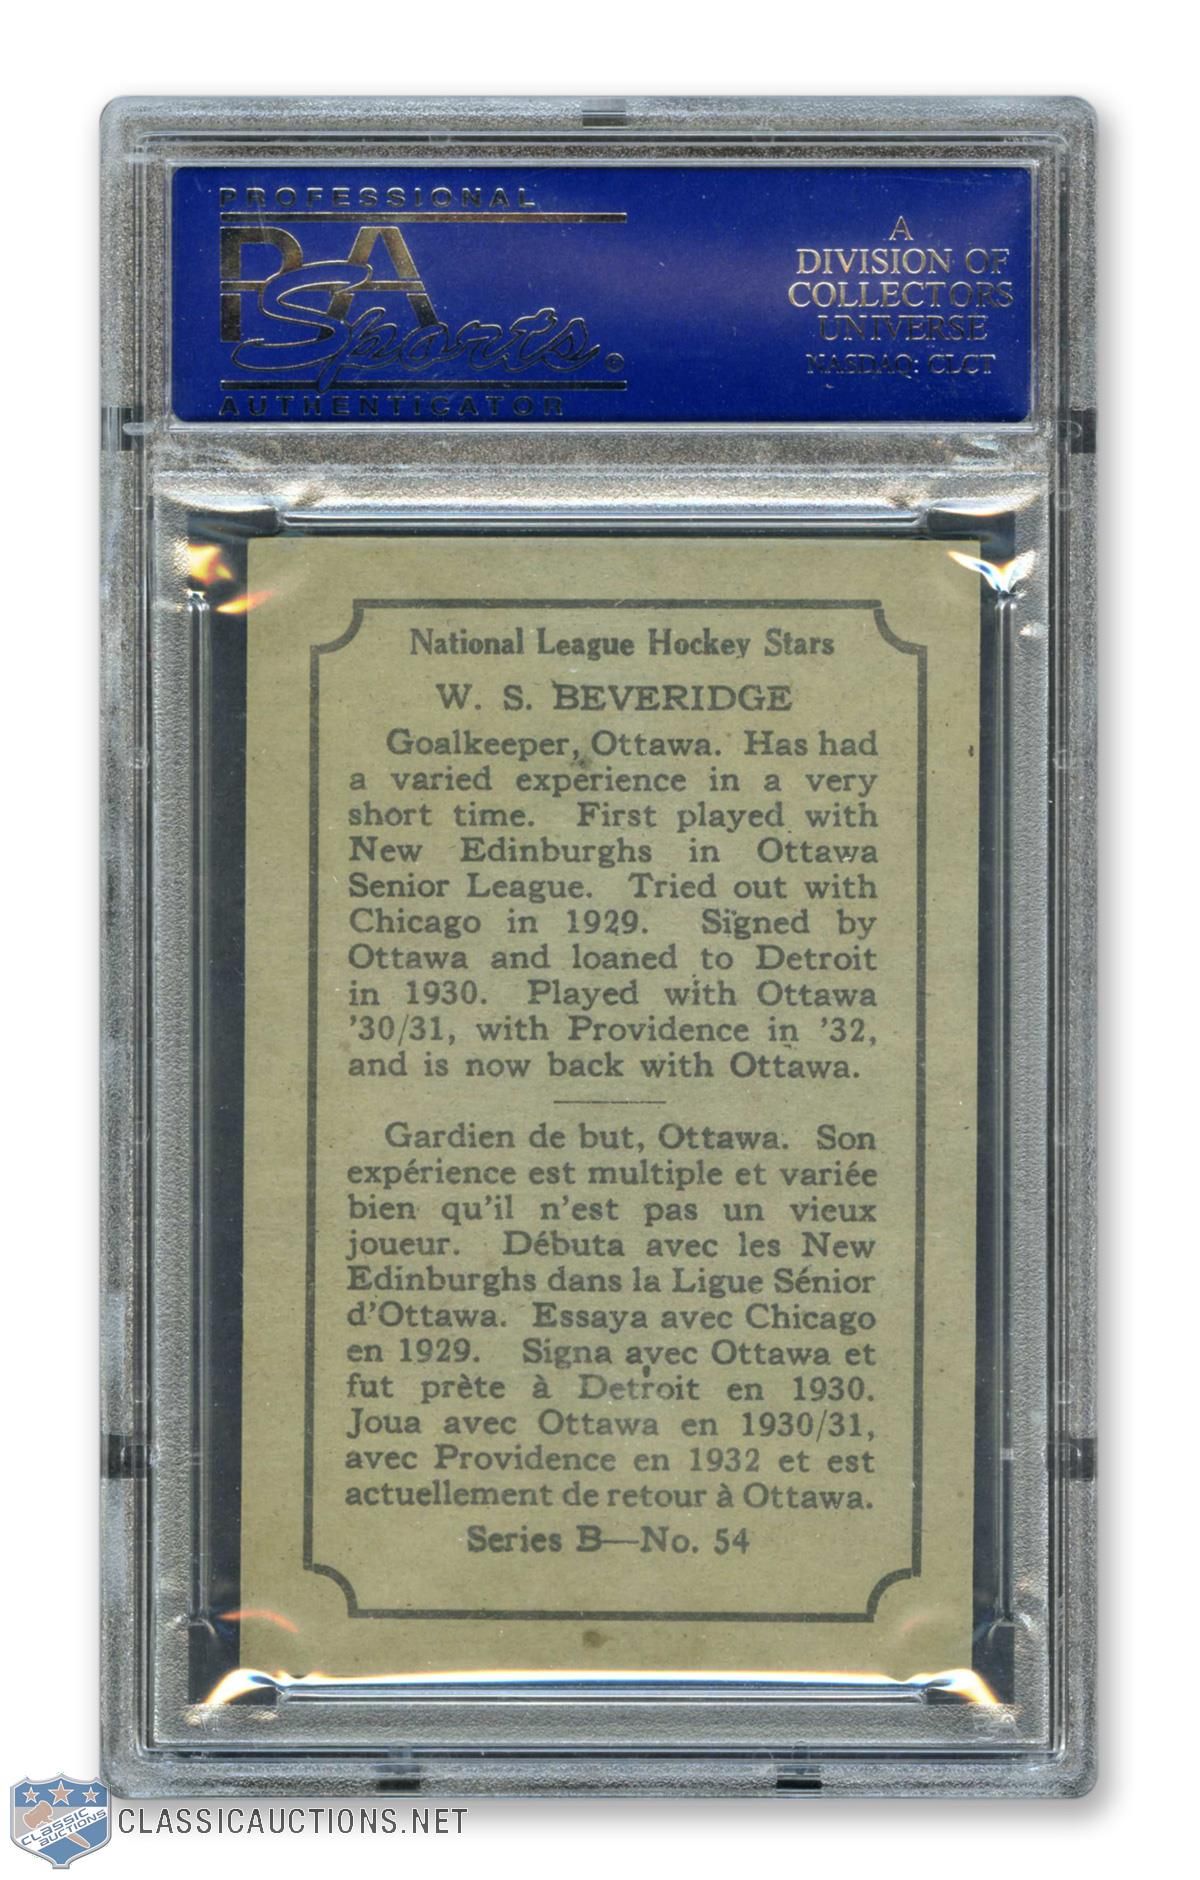 PROFESSIONAL
PSA
Sports
AUTHENTICATOR
A
DIVISION OF
COLLECTORS
UNIVERSE
NASDAQ: CLCT
National League Hockey Stars
W. S. BEVERIDGE
Goalkeeper, Ottawa. Has had
a varied experience in a very
short time. First played with
New Edinburghs in Ottawa
Senior League. Tried out with
Chicago in 1929. Signed by
Ottawa and loaned to Detroit
in 1930. Played with Ottawa
'30/31, with Providence in '32,
and is now back with Ottawa.
Gardien de but, Ottawa. Son
expérience est multiple et variée
bien qu'il n'est pas un vieux
joueur. Débuta avec les New
Edinburghs dans la Ligue Sénior
d'Ottawa. Essaya avec Chicago
en 1929. Signa avec Ottawa et
fut prète à Detroit en 1930.
Joua avec Ottawa en 1930/31,
avec Providence en 1932 et est
actuellement de retour à Ottawa.
Series B—No. 54
CLASSIC
AUCTIONS
CLASSICAUCTIONS.NET